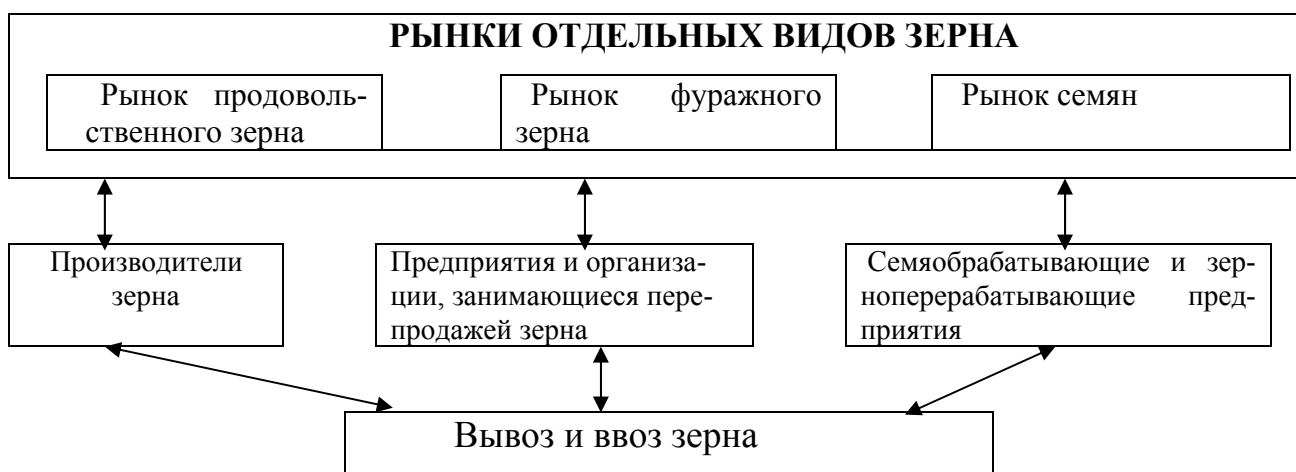 РЫНКИ ОТДЕЛЬНЫХ ВИДОВ ЗЕРНА
Рынок продоволь-
ственного зерна
Рынок фуражного
зерна
Рынок семян
Производители
зерна
Предприятия и организа-
ции, занимающиеся пере-
продажей зерна
Семяобрабатывающие и зер-
ноперерабатывающие пред-
приятия
Вывоз и ввоз зерна